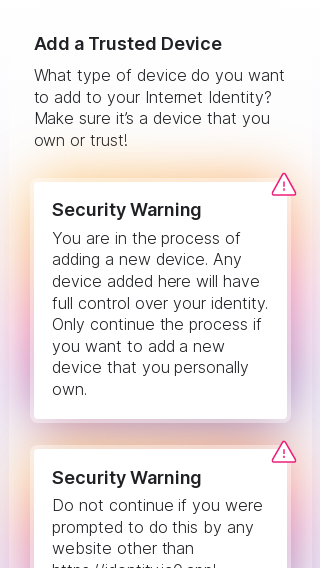 Add a Trusted Device
What type of device do you want
to add to your Internet Identity?
Make sure it's a device that you
own or trust!
Security Warning
You are in the process of
adding a new device. Any
device added here will have
full control over your identity.
Only continue the process if
you want to add a new
device that you personally
own.
Security Warning
Do not continue if you were
prompted to do this by any
website other than